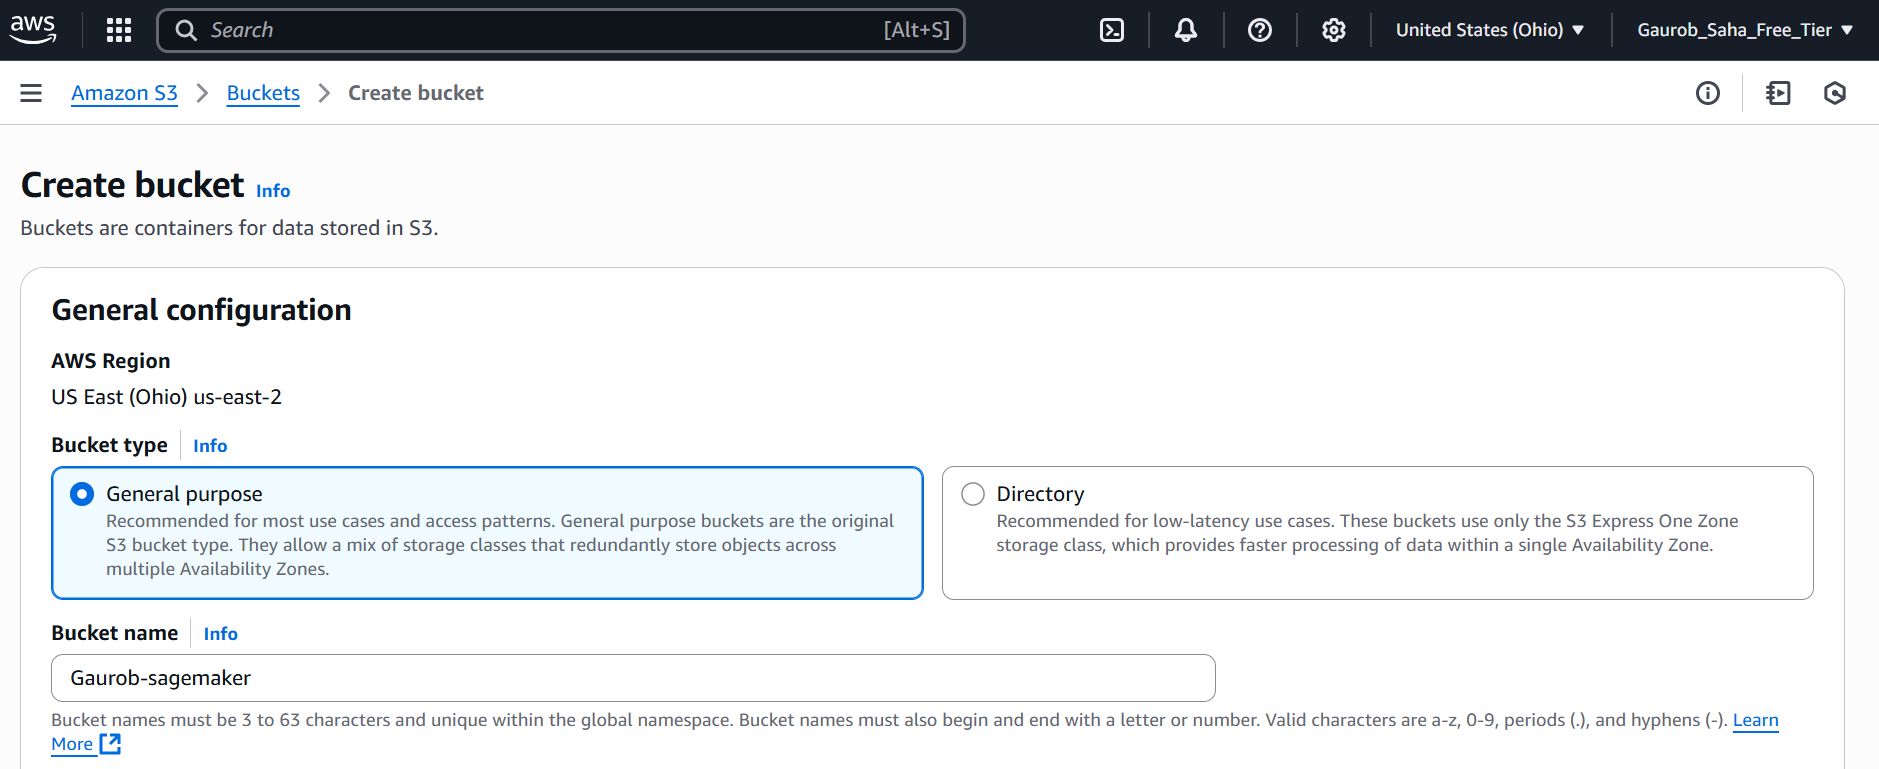 aws
Search [Alt+S]
United States (Ohio)
Gaurob_Saha_Free_Tier
Amazon S3 Buckets Create bucket
Create bucket Info
Buckets are containers for data stored in S3.
General configuration
AWS Region
US East (Ohio) us-east-2
Bucket type Info
General purpose
Recommended for most use cases and access patterns. General purpose buckets are the original
S3 bucket type. They allow a mix of storage classes that redundantly store objects across
multiple Availability Zones.
Directory
Recommended for low-latency use cases. These buckets use only the S3 Express One Zone
storage class, which provides faster processing of data within a single Availability Zone.
Bucket name Info
Gaurob-sagemaker
Bucket names must be 3 to 63 characters and unique within the global namespace. Bucket names must also begin and end with a letter or number. Valid characters are a-z, 0-9, periods (.), and hyphens (-). Learn
More